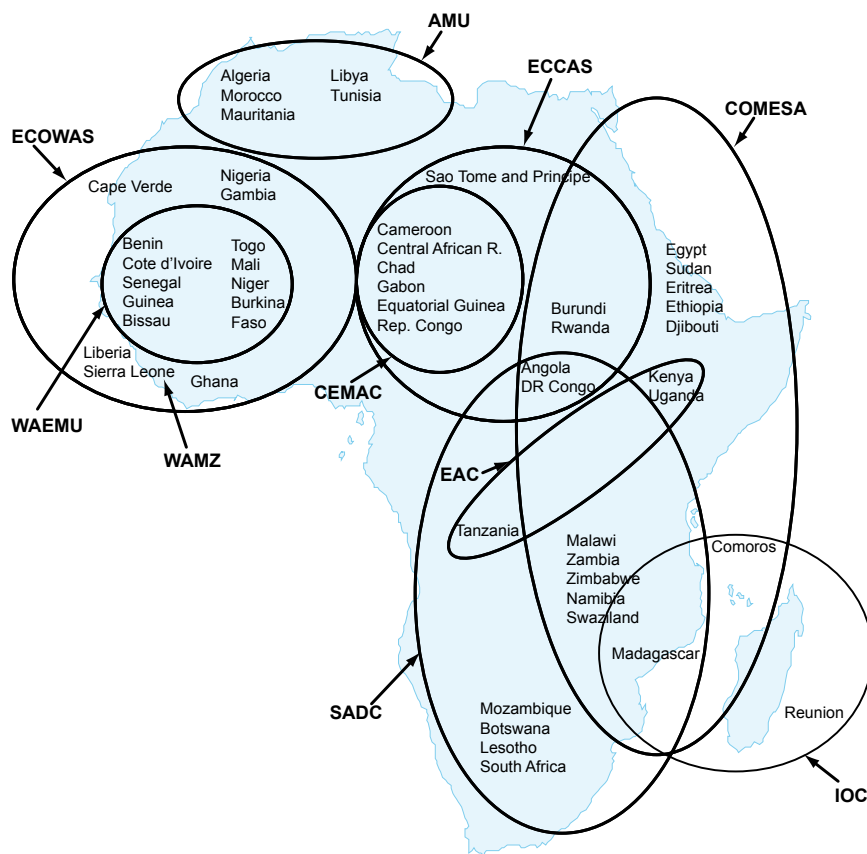 AMU
Algeria
Morocco
Mauritania
Libya
Tunisia
ECCAS
COMESA
ECOWAS
Cape Verde
Nigeria
Gambia
Sao Tome and Principe
Benin
Cote d'Ivoire
Senegal
Guinea
Bissau
Togo
Mali
Niger
Burkina
Faso
Cameroon
Central African R.
Chad
Gabon
Equatorial Guinea
Rep. Congo
Egypt
Sudan
Eritrea
Ethiopia
Djibouti
Burundi
Rwanda
Liberia
Sierra Leone
Ghana
CEMAC
Angola
DR Congo
Kenya
Uganda
WAEMU
WAMZ
EAC
Tanzania
Malawi
Zambia
Zimbabwe
Namibia
Swaziland
Comoros
Madagascar
SADC
Mozambique
Botswana
Lesotho
South Africa
Reunion
IOC